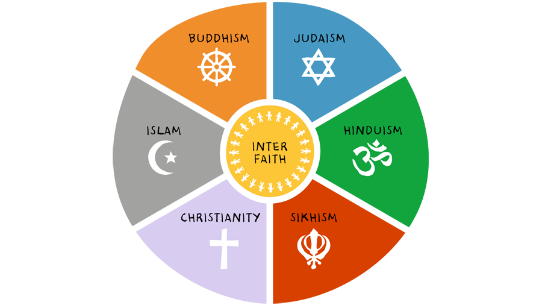 BUDDHISM
JUDAISM
ISLAM
INTER
FAITH
HINDUISM
CHRISTIANITY
SIKHISM